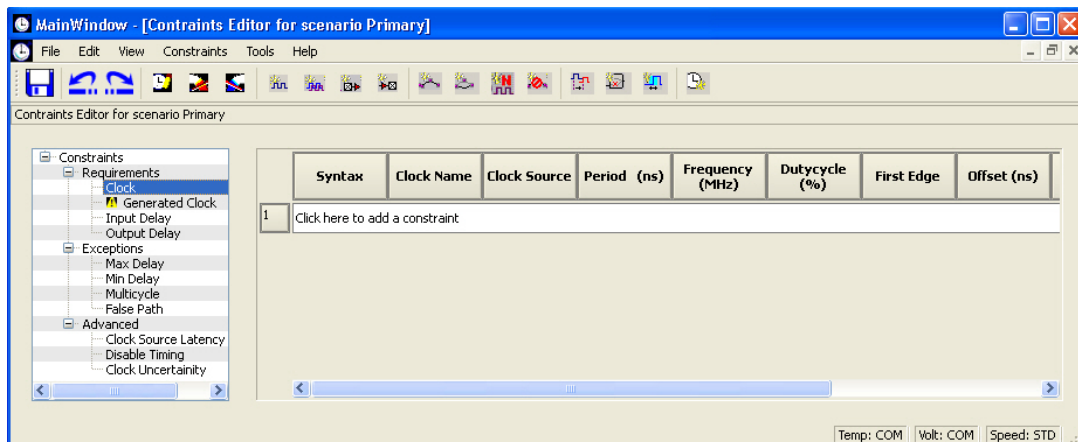 MainWindow - [Contraints Editor for scenario Primary]
File Edit View Constraints Tools Help
Contraints Editor for scenario Primary
Constraints
Requirements
Clock
Generated Clock
Input Delay
Output Delay
Exceptions
Max Delay
Min Delay
Multicycle
False Path
Advanced
Clock Source Latency
Disable Timing
Clock Uncertainity
Syntax Clock Name Clock Source Period (ns) Frequency (MHz) Dutycycle (%) First Edge Offset (ns)
1 Click here to add a constraint
Temp: COM Volt: COM Speed: STD